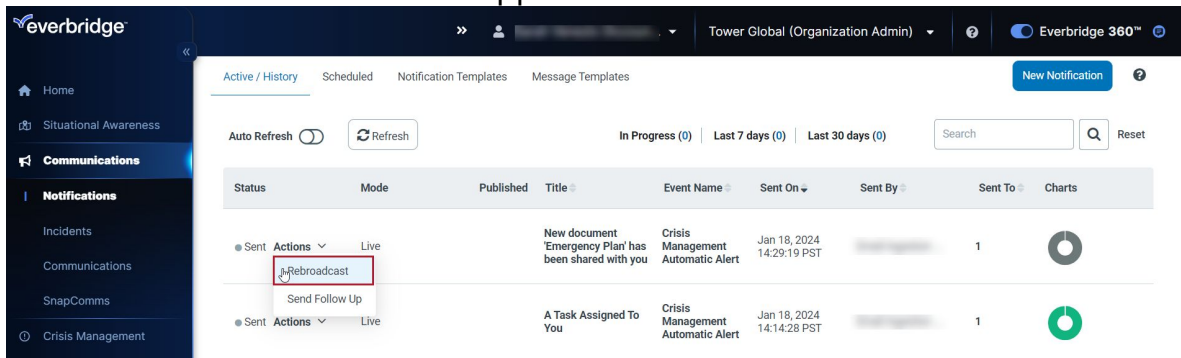 everbridge
Tower Global (Organization Admin)
Everbridge 360™
Home
Situational Awareness
Communications
Notifications
Incidents
Communications
SnapComms
Crisis Management
Active / History Scheduled Notification Templates Message Templates
New Notification
Auto Refresh Refresh In Progress (0) Last 7 days (0) Last 30 days (0) Search Reset
Status Mode Published Title Event Name Sent On Sent By Sent To Charts
Sent Actions Live
New document
'Emergency Plan' has
been shared with you
Crisis
Management
Automatic Alert
Jan 18, 2024
14:29:19 PST
1
Rebroadcast
Send Follow Up
Sent Actions Live
A Task Assigned To
You
Crisis
Management
Automatic Alert
Jan 18, 2024
14:14:28 PST
1